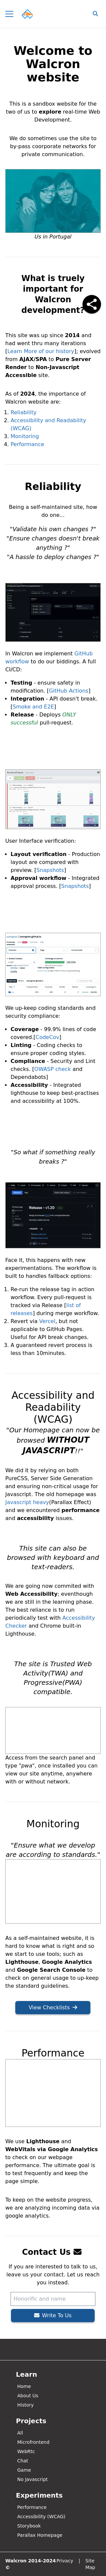 Welcome to
Walcron
website
This is a sandbox website for the
two of us to explore real-time Web
Development.
We do sometimes use the site to
by-pass corporate networks for
private communication.
Us in Portugal
What is truly
important for
Walcron
development?
This site was up since 2014 and
went thru many iterations
[Learn More of our history]; evolved
from AJAX/SPA to Pure Server
Render to Non-Javascript
Accessible site.
As of 2024, the importance of
Walcron website are:
1. Reliability
2. Accessibility and Readability
(WCAG)
3. Monitoring
4. Performance
Reliability
Being a self-maintained site, how
do one...
"Validate his own changes ?"
"Ensure changes doesn't break
anything ?"
"A hassle to deploy changes ?"
In Walcron we implement GitHub
workflow to do our biddings. A full
CI/CD:
• Testing - ensure safety in
modification. [GitHub Actions]
• Integration - API doesn't break.
[Smoke and E2E]
• Release - Deploys ONLY
successful pull-request.
User Interface verification:
• Layout verification - Production
layout are compared with
preview. [Snapshots]
• Approval workflow - Integrated
approval process. [Snapshots]
We up-keep coding standards and
security concerns:
• Coverage - 99.9% lines of code
covered.[CodeCov]
• Linting - Coding checks to
ensure proper coding styles.
• Compliance - Security and Lint
checks. [OWASP check and
Dependabots]
• Accessibility - Integrated
lighthouse to keep best-practises
and accessibility at 100%.
"So what if something really
breaks ?"
Release - v1.20
Face it, this happens with new
experimentations. The workflow is
built to handles fallback solutions:
1. Re-run the release tag in action
workflow. Every pull-request is
tracked via Release [list of
releases] during merge workflow.
2. Revert via Vercel, but not
applicable to GitHub Pages.
3. Push the reverted code changes.
4. A guaranteed revert process is
less than 10minutes.
Accessibility and
Readability
(WCAG)
"Our Homepage can now be
browsed WITHOUT
JAVASCRIPT!!"
We did it by relying on both
PureCSS, Server Side Generation
and ensuring non-critical usage for
Javascript. The old homepage was
Javascript heavy(Parallax Effect)
and we encountered performance
and accessibility issues.
This site can also be
browsed with keyboard and
text-readers.
We are going now commited with
Web Accessibility, eventhough
we are still in the learning phase.
The best reliable tool is to run
periodically test with Accessibility
Checker and Chrome built-in
Lighthouse.
The site is Trusted Web
Activity(TWA) and
Progressive(PWA)
compatible.
Access from the search panel and
type "pwa", once installed you can
view our site anytime, anywhere
with or without network.
Monitoring
"Ensure what we develop
are according to standards."
As a self-maintained website, it is
hard to know what is right and so
we start to use tools; such as
Lighthouse, Google Analytics
and Google Search Console to
check on general usage to up-keep
the standard guidelines.
View Checklists →
Performance
We use Lighthouse and
WebVitals via Google Analytics
to check on our webpage
performance. The ultimate goal is
to test frequently and keep the
page simple.
To keep on the website progress,
we are analyzing incoming data via
google analytics.
Contact Us
If you are interested to talk to us,
leave us your contact. Let us reach
you instead.
Honorific and name
Write To Us
Learn
Home
About Us
History
Projects
All
Microfrontend
WebRtc
Chat
Game
No Javascript
Experiments
Performance
Accessibility (WCAG)
Storybook
Parallax Homepage
Walcron 2014-2024 © Privacy | Site Map